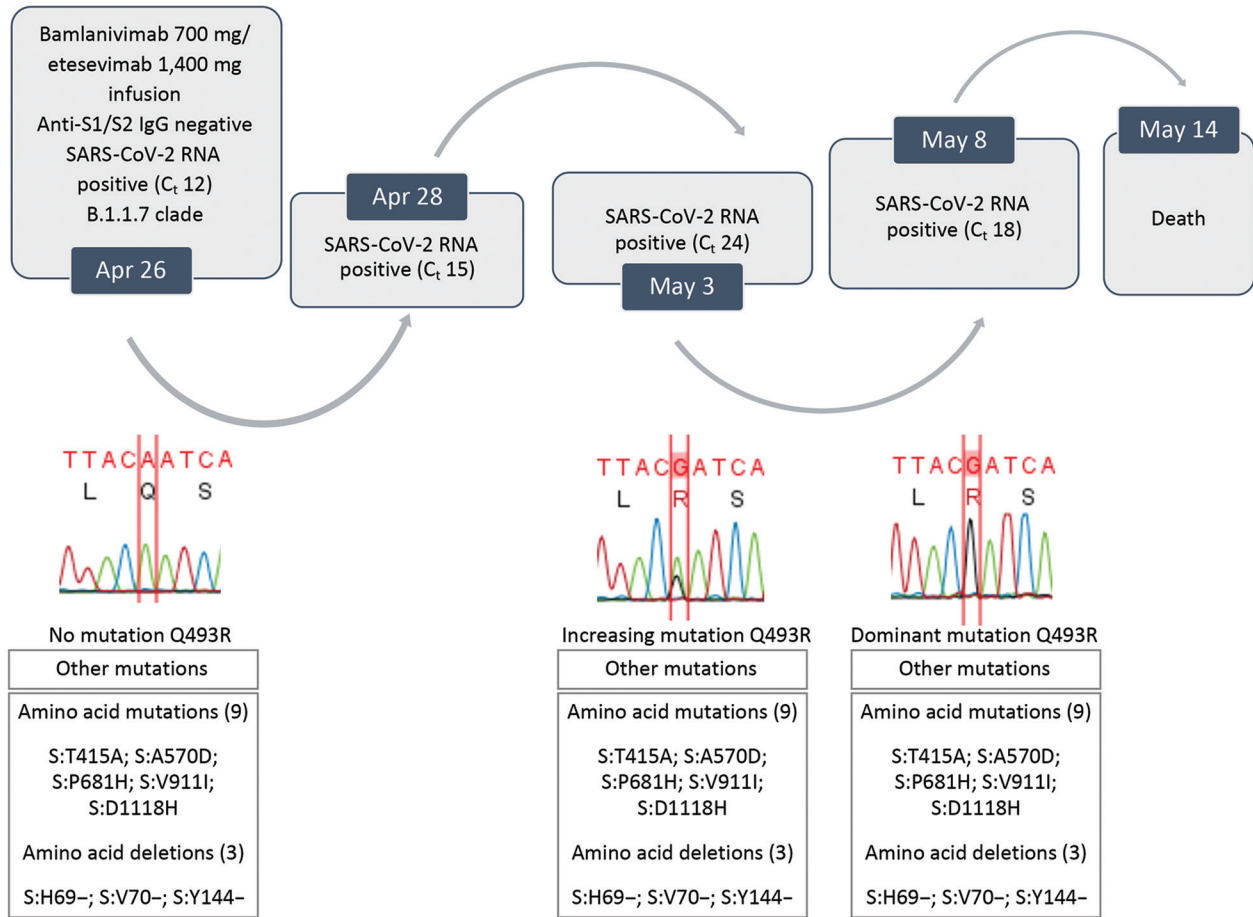 Bamlanivimab 700 mg/
etesevimab 1,400 mg
infusion
Anti-S1/S2 IgG negative
SARS-CoV-2 RNA
positive (Cₜ 12)
B.1.1.7 clade
Apr 26
Apr 28
SARS-CoV-2 RNA
positive (Cₜ 15)
SARS-CoV-2 RNA
positive (Cₜ 24)
May 3
May 8
SARS-CoV-2 RNA
positive (Cₜ 18)
May 14
Death
TTACAATCA
L Q S
No mutation Q493R
Other mutations
Amino acid mutations (9)
S:T415A; S:A570D;
S:P681H; S:V911I;
S:D1118H
Amino acid deletions (3)
S:H69–; S:V70–; S:Y144–
TTACGATCA
L R S
Increasing mutation Q493R
Other mutations
Amino acid mutations (9)
S:T415A; S:A570D;
S:P681H; S:V911I;
S:D1118H
Amino acid deletions (3)
S:H69–; S:V70–; S:Y144–
TTACGATCA
L R S
Dominant mutation Q493R
Other mutations
Amino acid mutations (9)
S:T415A; S:A570D;
S:P681H; S:V911I;
S:D1118H
Amino acid deletions (3)
S:H69–; S:V70–; S:Y144–